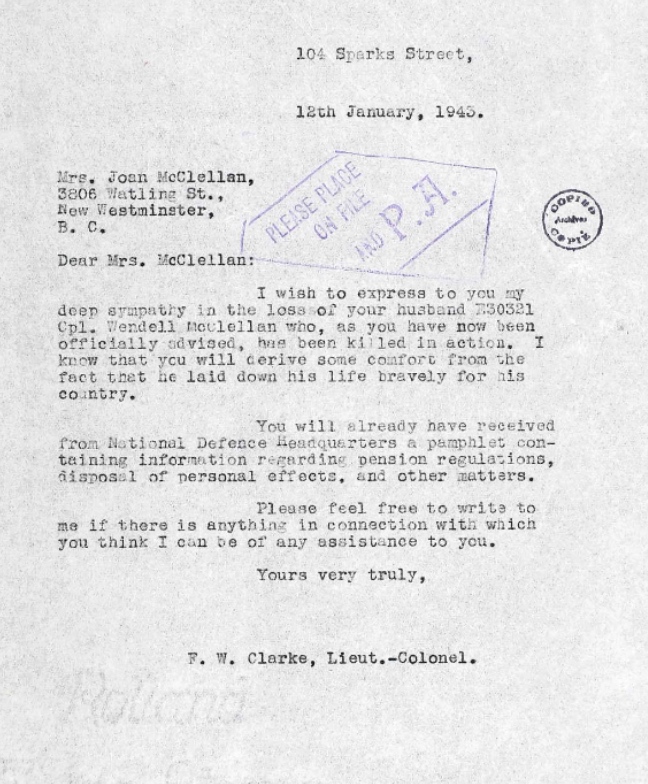 104 Sparks Street,
12th January, 1945.
Mrs. Joan McClellan,
3806 Watling St.,
New Westminster,
B. C.
PLEASE PLACE
ON FILE
AND P.A.
COPIED
Archives
COPIÉ
Dear Mrs. McClellan:
I wish to express to you my
deep sympathy in the loss of your husband E30321
Cpl. Wendell McClellan who, as you have now been
officially advised, has been killed in action. I
know that you will derive some comfort from the
fact that he laid down his life bravely for his
country.
You will already have received
from National Defence Headquarters a pamphlet con-
taining information regarding pension regulations,
disposal of personal effects, and other matters.
Please feel free to write to
me if there is anything in connection with which
you think I can be of any assistance to you.
Yours very truly,
F. W. Clarke, Lieut.-Colonel.
Holland